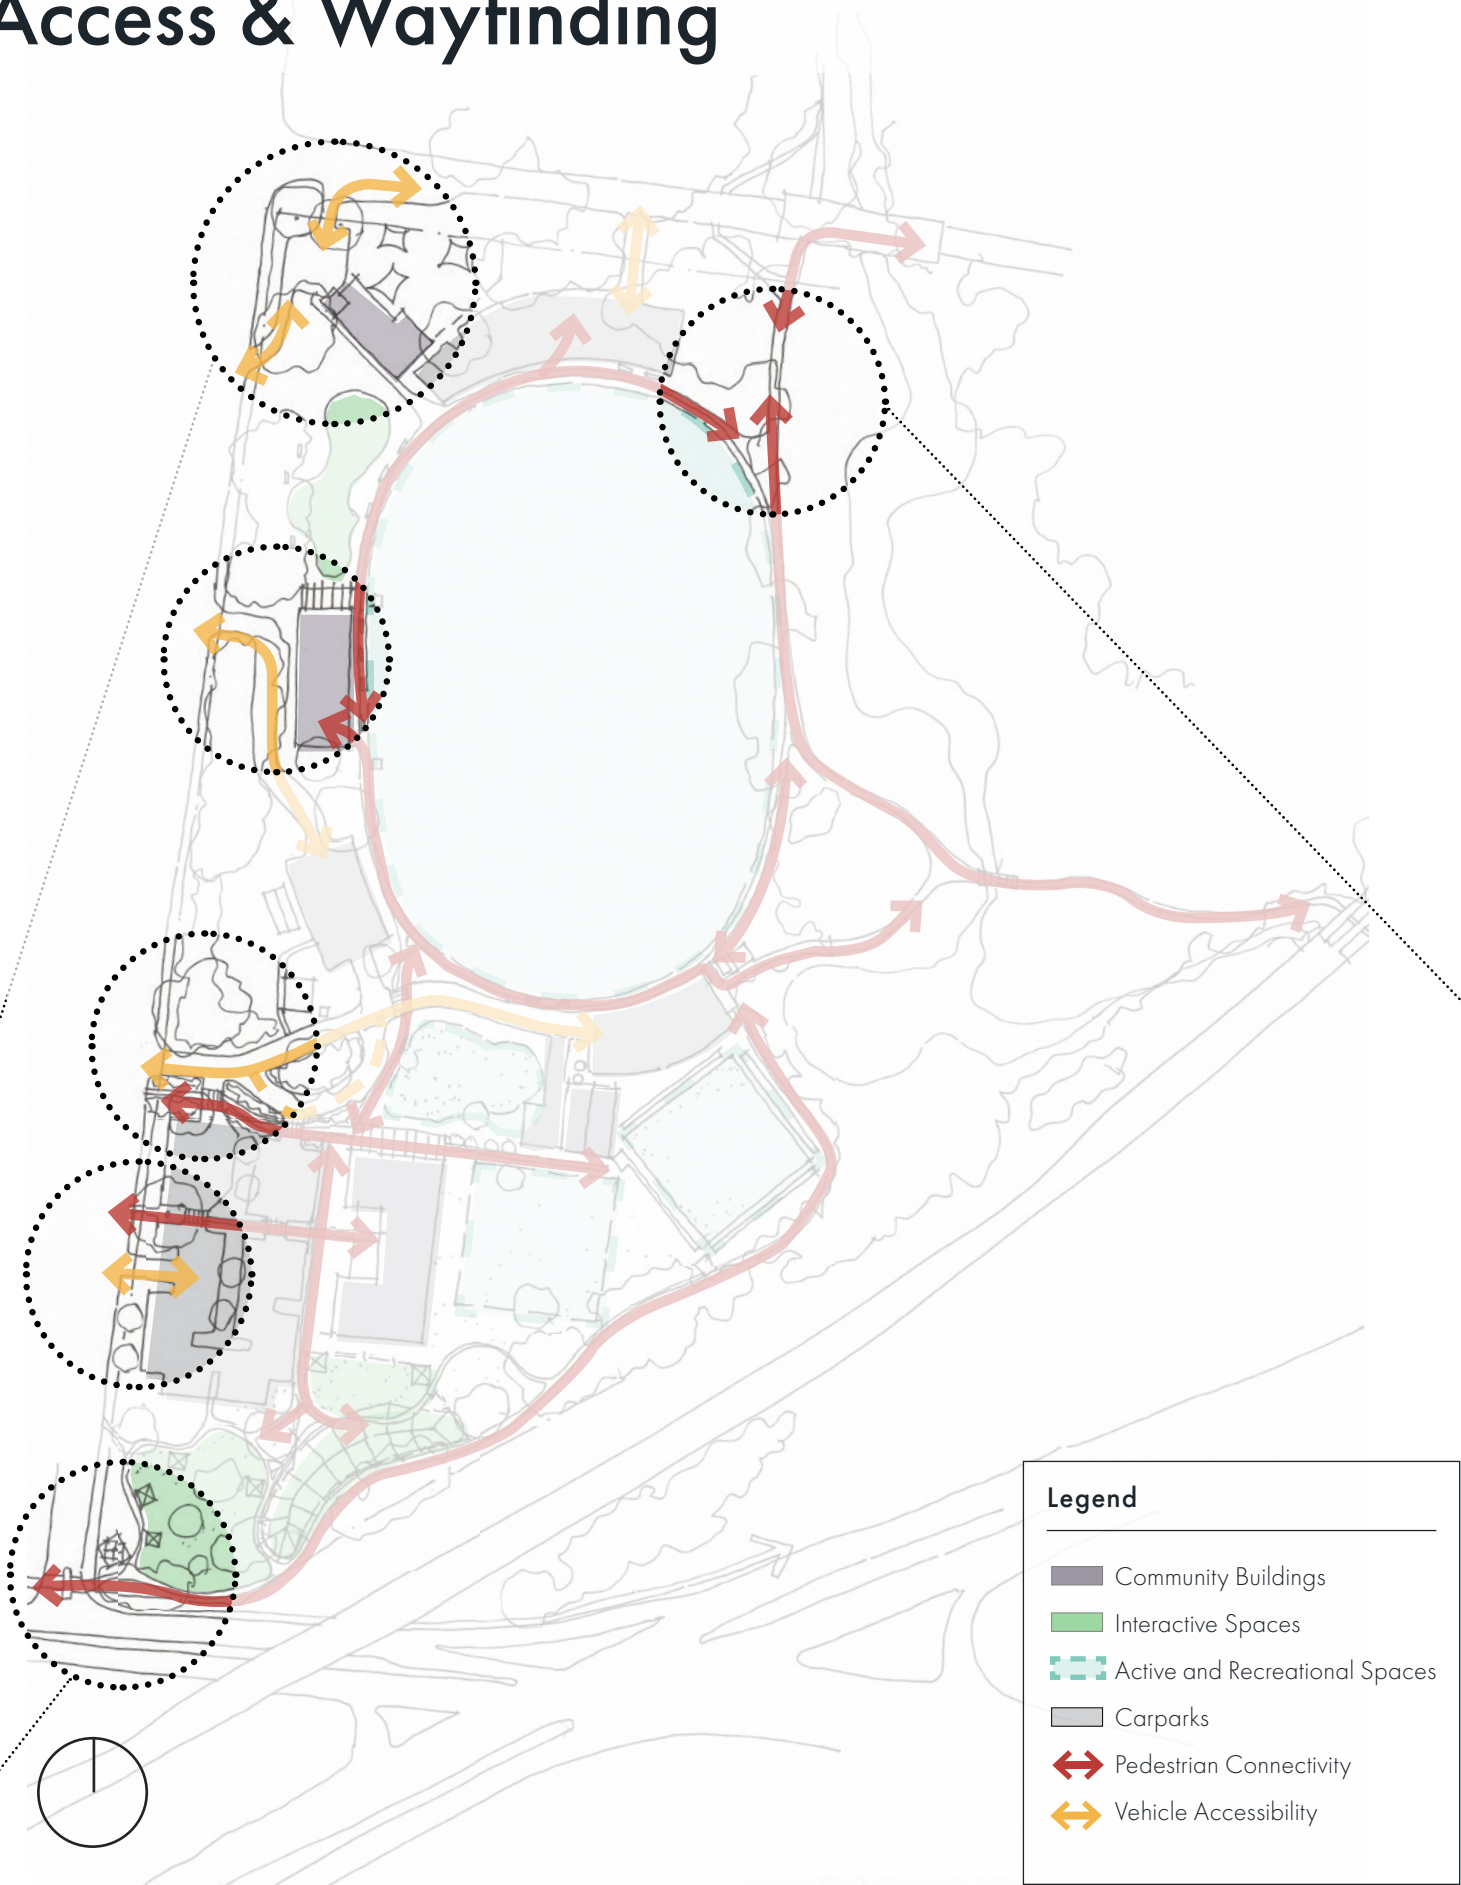 Access & Wayfinding
Legend
Community Buildings
Interactive Spaces
Active and Recreational Spaces
Carparks
Pedestrian Connectivity
Vehicle Accessibility